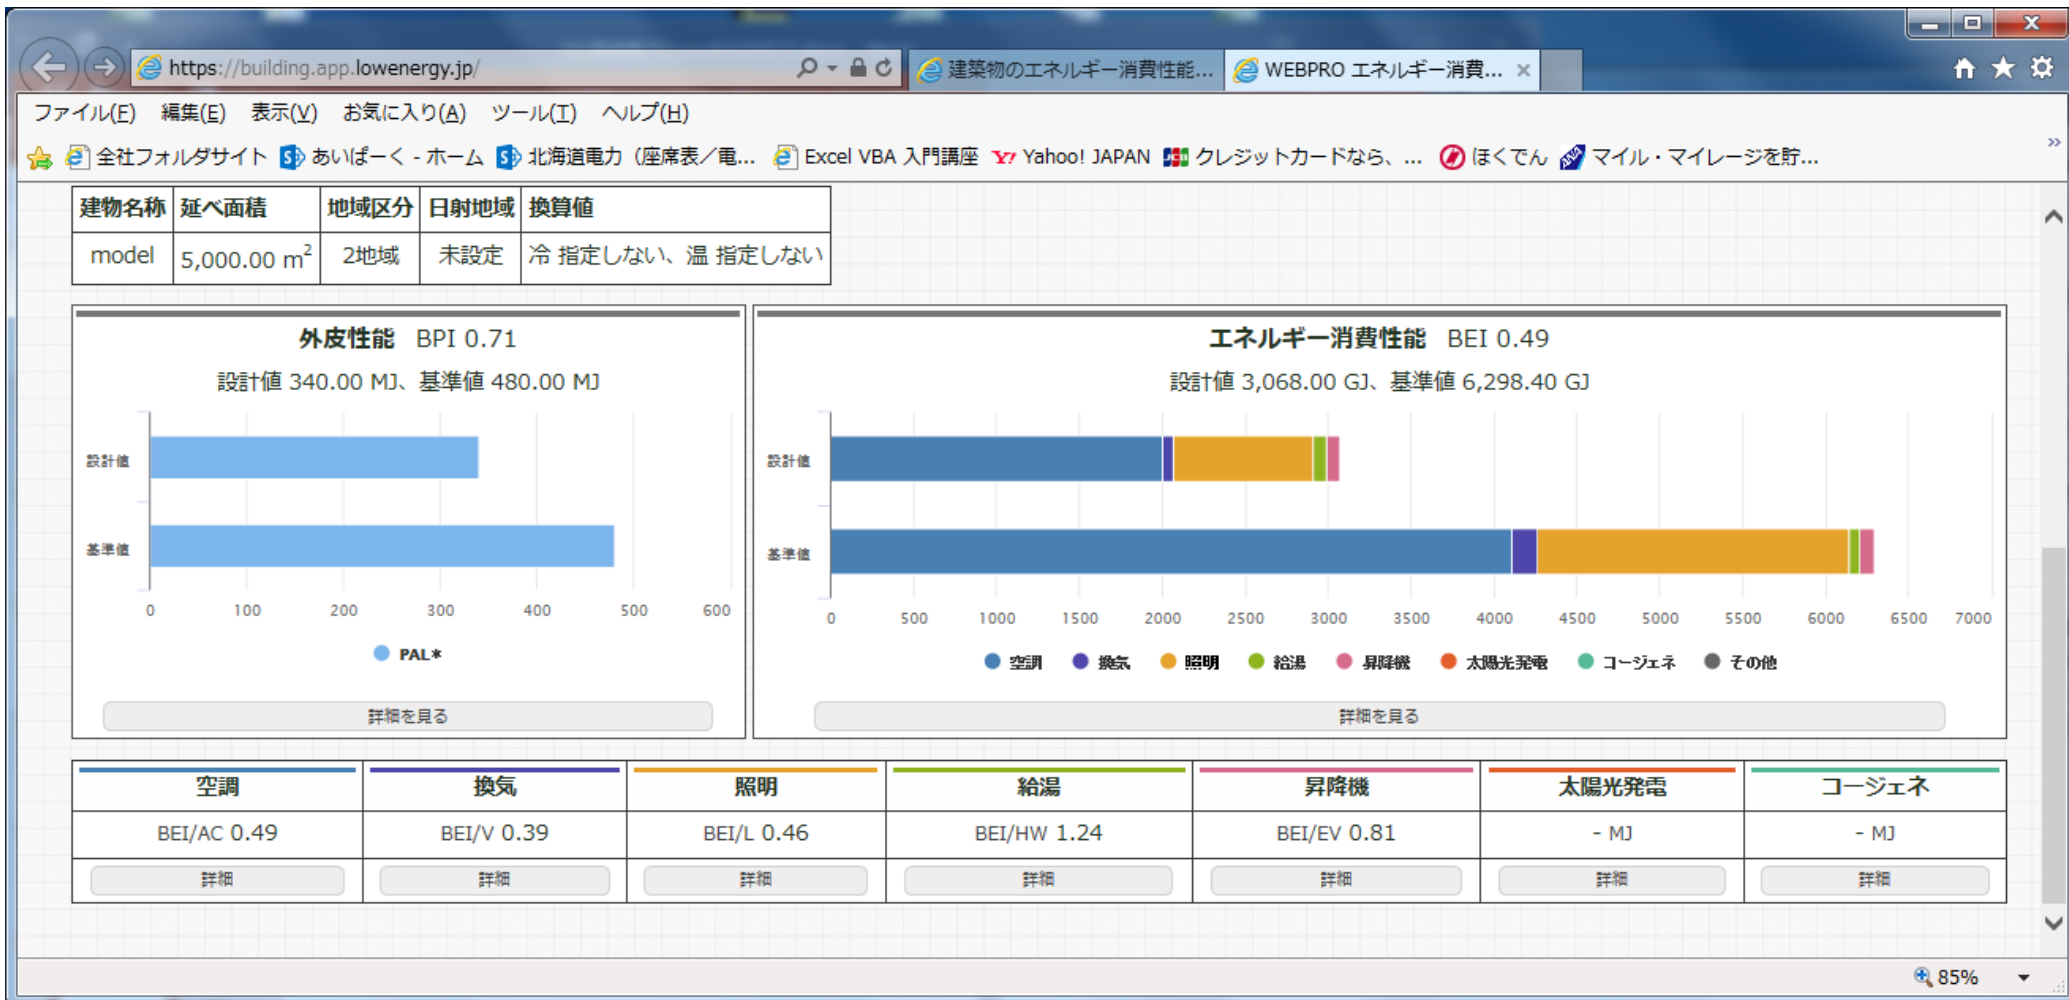 https://building.app.lowenergy.jp/
建築物のエネルギー消費性能...
WEBPRO エネルギー消費...
ファイル(F) 編集(E) 表示(V) お気に入り(A) ツール(T) ヘルプ(H)
全社フォルダサイト あいぱーく - ホーム 北海道電力（座席表／電... Excel VBA 入門講座 Yahoo! JAPAN クレジットカードなら、... ほくでん マイル・マイレージを貯...
建物名称 延べ面積 地域区分 日射地域 換算値
model 5,000.00 m² 2地域 未設定 冷 指定しない、温 指定しない
外皮性能 BPI 0.71
設計値 340.00 MJ、基準値 480.00 MJ
設計値
基準値
0 100 200 300 400 500 600
PAL*
詳細を見る
エネルギー消費性能 BEI 0.49
設計値 3,068.00 GJ、基準値 6,298.40 GJ
設計値
基準値
0 500 1000 1500 2000 2500 3000 3500 4000 4500 5000 5500 6000 6500 7000
空調 換気 照明 給湯 昇降機 太陽光発電 コージェネ その他
詳細を見る
空調 換気 照明 給湯 昇降機 太陽光発電 コージェネ
BEI/AC 0.49 BEI/V 0.39 BEI/L 0.46 BEI/HW 1.24 BEI/EV 0.81 - MJ - MJ
詳細 詳細 詳細 詳細 詳細 詳細 詳細
85%